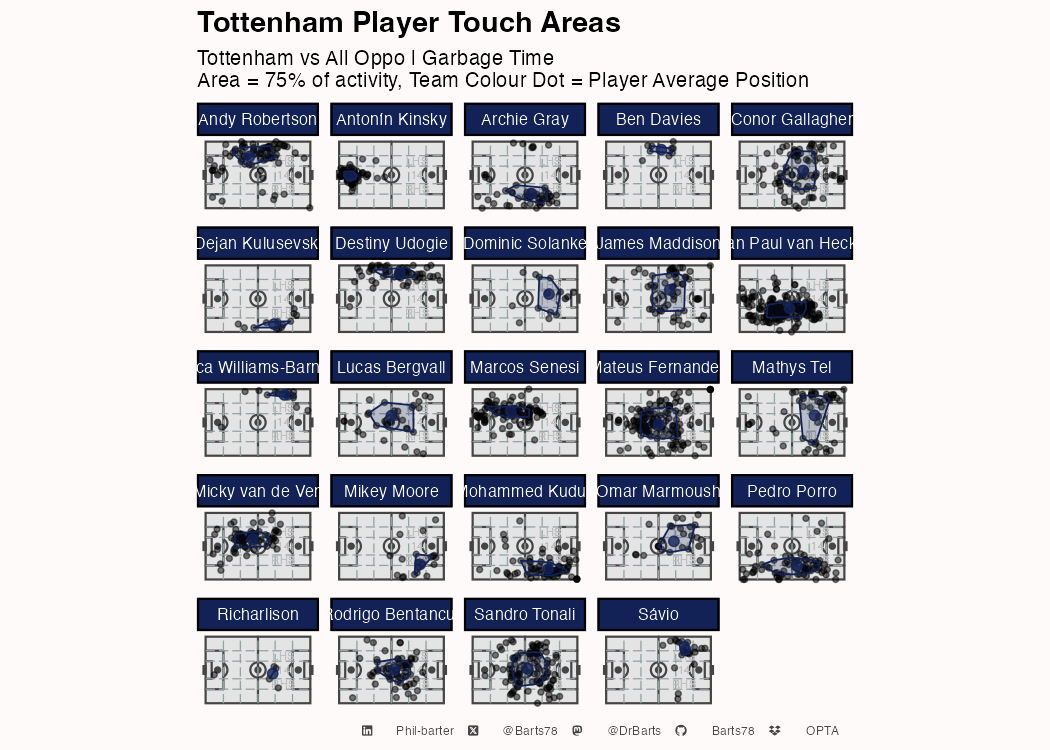 Tottenham Player Touch Areas
Tottenham vs All Oppo | Garbage Time
Area = 75% of activity, Team Colour Dot = Player Average Position
Andy Robertson Antonín Kinsky Archie Gray Ben Davies Conor Gallagher
Dejan Kulusevsk Destiny Udogie Dominic Solanke James Maddison an Paul van Heck
ca Williams-Barn Lucas Bergvall Marcos Senesi Mateus Fernande Mathys Tel
Micky van de Ven Mikey Moore Mohammed Kudu Omar Marmoush Pedro Porro
Richarlison Rodrigo Bentancu Sandro Tonali Sávio
Phil-barter @Barts78 @DrBarts Barts78 OPTA